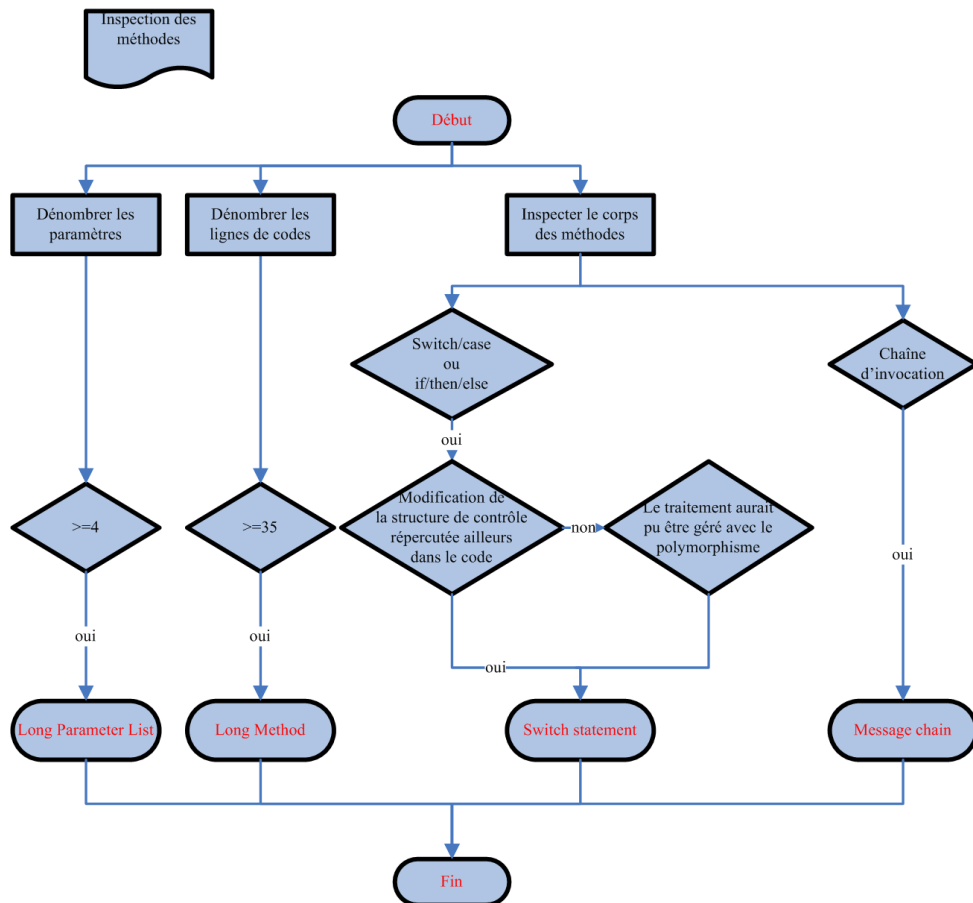 Inspection des
méthodes
Début
Dénombrer les
paramètres
Dénombrer les
lignes de codes
Inspecter le corps
des méthodes
Switch/case
ou
if/then/else
Chaîne
d'invocation
oui
>=4
>=35
Modification de
la structure de contrôle
répercutée ailleurs
dans le code
non
Le traitement aurait
pu être géré avec le
polymorphisme
oui
oui
oui
oui
Long Parameter List
Long Method
Switch statement
Message chain
Fin